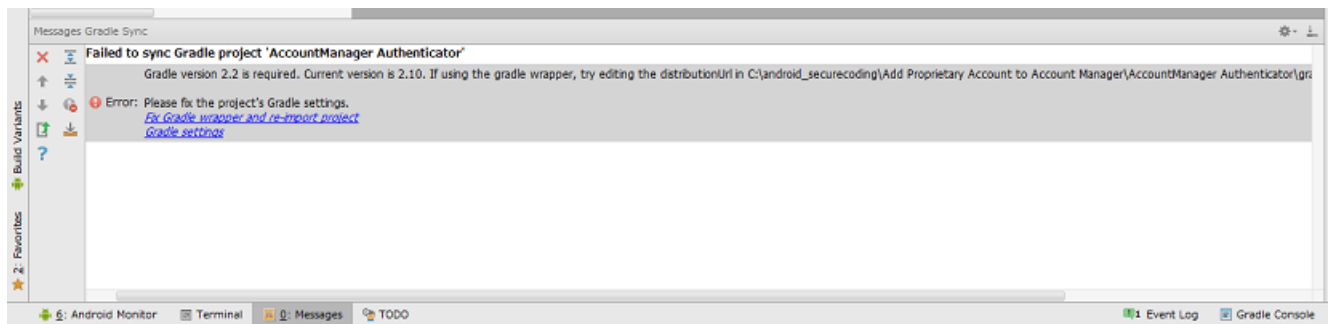 Messages Gradle Sync
Failed to sync Gradle project 'AccountManager Authenticator'
Gradle version 2.2 is required. Current version is 2.10. If using the gradle wrapper, try editing the distributionUrl in C:\android_securecoding\Add Proprietary Account to Account Manager\AccountManager Authenticator\gra
Error: Please fix the project's Gradle settings.
Fix Gradle wrapper and re-import project
Gradle settings
Build Variants
2: Favorites
6: Android Monitor Terminal 0: Messages TODO 1 Event Log Gradle Console